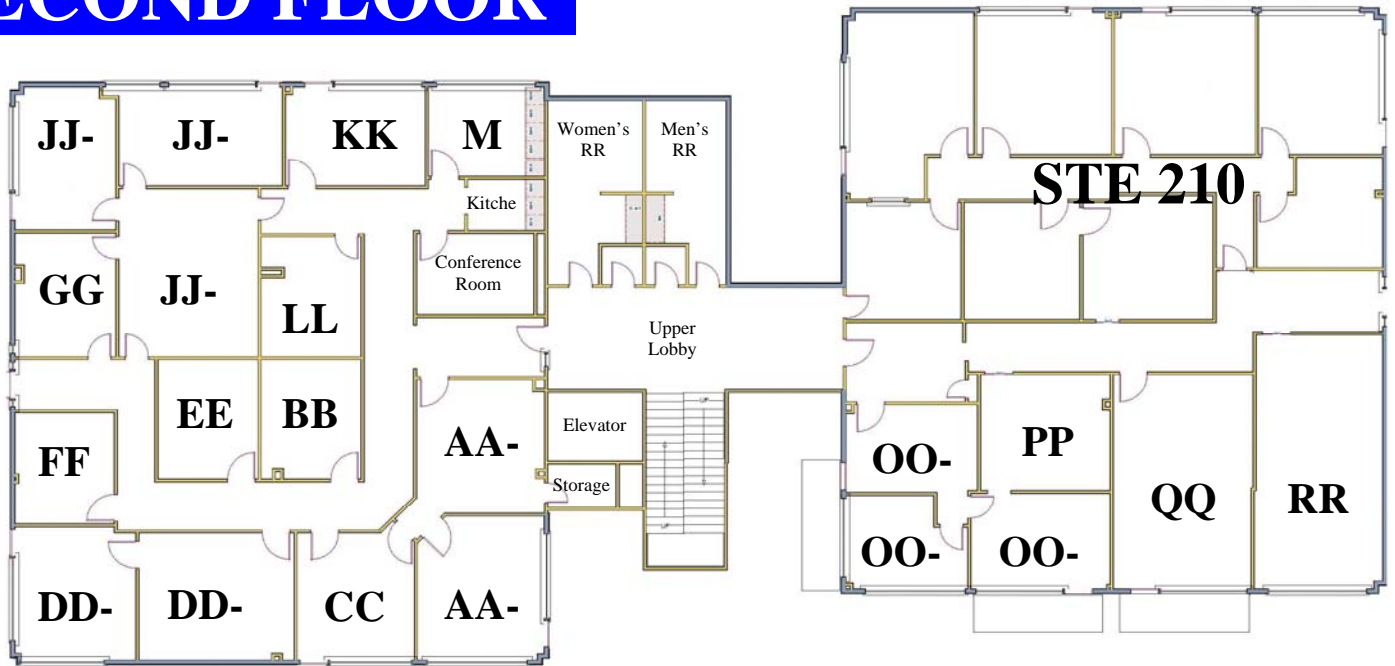 ECOND FLOOR
JJ-
JJ-
KK
M
Women's
RR
Men's
RR
STE 210
Kitche
GG
JJ-
LL
Conference
Room
Upper
Lobby
EE
BB
AA-
Elevator
FF
Storage
OO-
PP
QQ
RR
OO-
OO-
DD-
DD-
CC
AA-